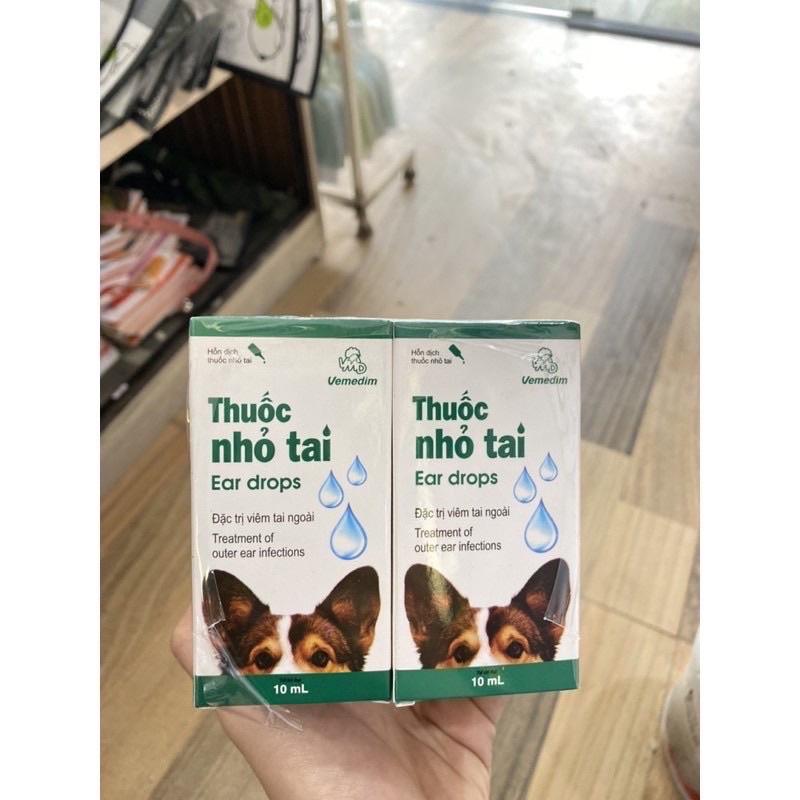 Hỗn dịch
thuốc nhỏ tai
Vemedim
Thuốc
nhỏ tai
Ear drops
Đặc trị viêm tai ngoài
Treatment of
outer ear infections
10 mL
Hỗn dịch
thuốc nhỏ tai
Vemedim
Thuốc
nhỏ tai
Ear drops
Đặc trị viêm tai ngoài
Treatment of
outer ear infections
10 mL